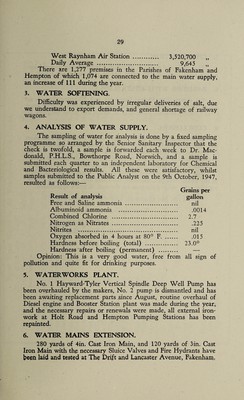 29
West Raynham Air Station ............ 3,520,700 ,,
Daily Average ........................... 9,645 ,,
There are 1,277 premises in the Parishes of Fakenham and
Hempton of which 1,074 are connected to the main water supply,
an increase of 111 during the year.
3. WATER SOFTENING.
Difficulty was experienced by irregular deliveries of salt, due
we understand to export demands, and general shortage of railway
wagons.
4. ANALYSIS OF WATER SUPPLY.
The sampling of water for analysis is done by a fixed sampling
programme so arranged by the Senior Sanitary Inspector that the
check is twofold, a sample is forwarded each week to Dr. Mac-
donald, P.H.L.S., Bowthorpe Road, Norwich, and a sample is
submitted each quarter to an independent laboratory for Chemical
and Bacteriological results. All these were satisfactory, whilst
samples submitted to the Public Analyst on the 9th October, 1947,
resulted as follows:—
Grains per
Result of analysis gallon
Free and Saline ammonis ........................ nil
Albuminoid ammonis ........................ .0014
Combined Chlorine ........................ 2.7
Nitrogen as Nitrates ........................ .225
Nitrites ........................ nil
Oxygen absorbed in 4 hours at 80° F. ............ .015
Hardness before boiling (total) ............ 23.0°
Hardness after boiling (permanent) ............ —
Opinion: This is a very good water, free from all sign of
pollution and quite fit for drinking purposes.
5. WATERWORKS PLANT.
No. 1 Hayward-Tyler Vertical Spindle Deep Well Pump has
been overhauled by the makers, No. 2 pump is dismantled and has
been awaiting replacement parts since August, routine overhaul of
Diesel engine and Booster Station plant was made during the year,
and the necessary repairs or renewals were made, all external iron-
work at Holt Road and Hempton Pumping Stations has been
repainted.
6. WATER MAINS EXTENSION.
280 yards of 4in. Cast Iron Main, and 120 yards of 3in. Cast
Iron Main with the necessary Sluice Valves and Fire Hydrants have
been laid and tested at The Drift and Lancaster Avenue, Fakenham.